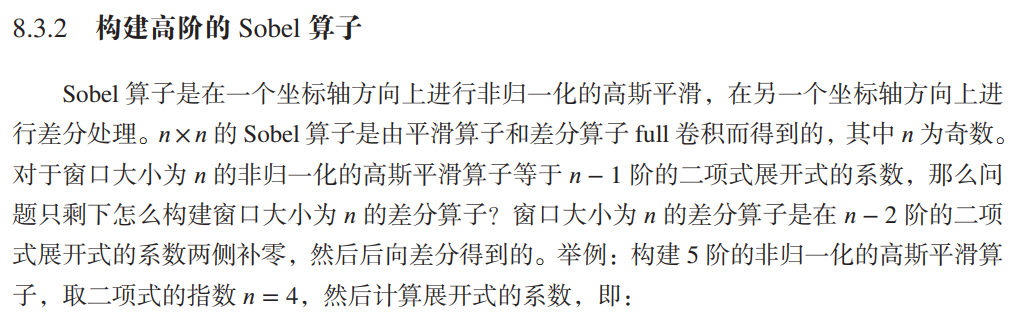 8.3.2 构建高阶的 Sobel 算子
Sobel 算子是在一个坐标轴方向上进行非归一化的高斯平滑，在另一个坐标轴方向上进
行差分处理。n×n 的 Sobel 算子是由平滑算子和差分算子 full 卷积而得到的，其中 n 为奇数。
对于窗口大小为 n 的非归一化的高斯平滑算子等于 n − 1 阶的二项式展开式的系数，那么问
题只剩下怎么构建窗口大小为 n 的差分算子？窗口大小为 n 的差分算子是在 n − 2 阶的二项
式展开式的系数两侧补零，然后后向差分得到的。举例：构建 5 阶的非归一化的高斯平滑算
子，取二项式的指数 n = 4，然后计算展开式的系数，即：